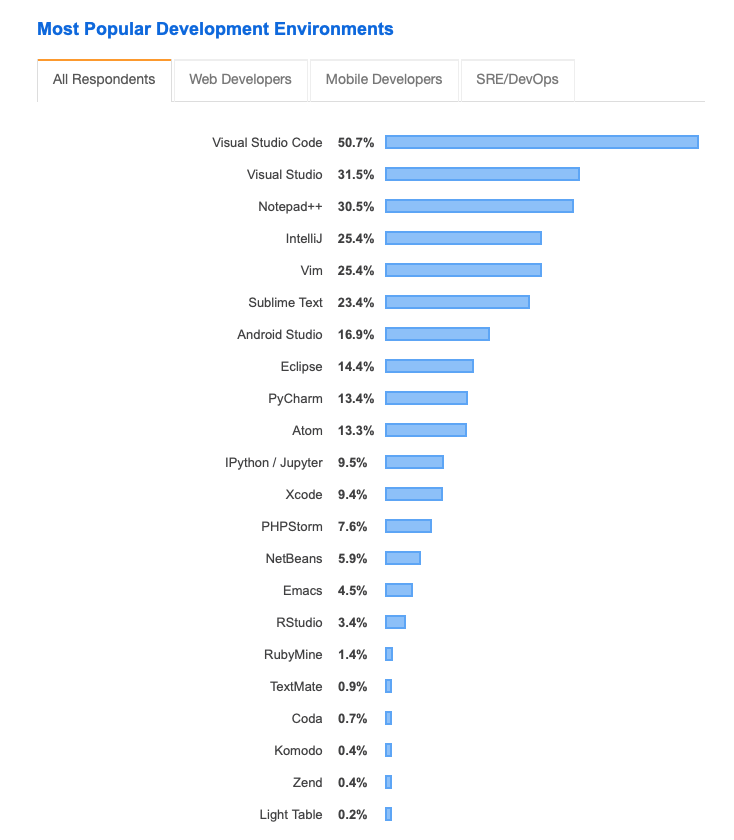 Most Popular Development Environments
All Respondents Web Developers Mobile Developers SRE/DevOps
Visual Studio Code 50.7%
Visual Studio 31.5%
Notepad++ 30.5%
IntelliJ 25.4%
Vim 25.4%
Sublime Text 23.4%
Android Studio 16.9%
Eclipse 14.4%
PyCharm 13.4%
Atom 13.3%
IPython / Jupyter 9.5%
Xcode 9.4%
PHPStorm 7.6%
NetBeans 5.9%
Emacs 4.5%
RStudio 3.4%
RubyMine 1.4%
TextMate 0.9%
Coda 0.7%
Komodo 0.4%
Zend 0.4%
Light Table 0.2%